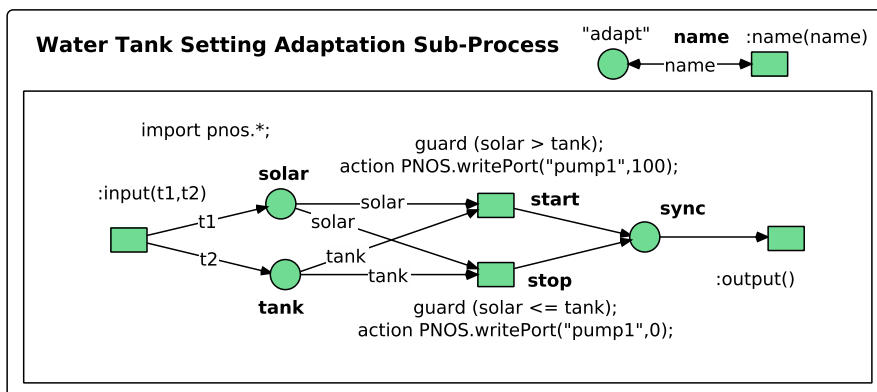 Water Tank Setting Adaptation Sub-Process
"adapt" name :name(name)
name
import pnos.*;
guard (solar > tank);
action PNOS.writePort("pump1",100);
solar
:input(t1,t2)
solar
start
t1
solar
sync
t2
tank
tank
stop
:output()
tank
guard (solar <= tank);
action PNOS.writePort("pump1",0);